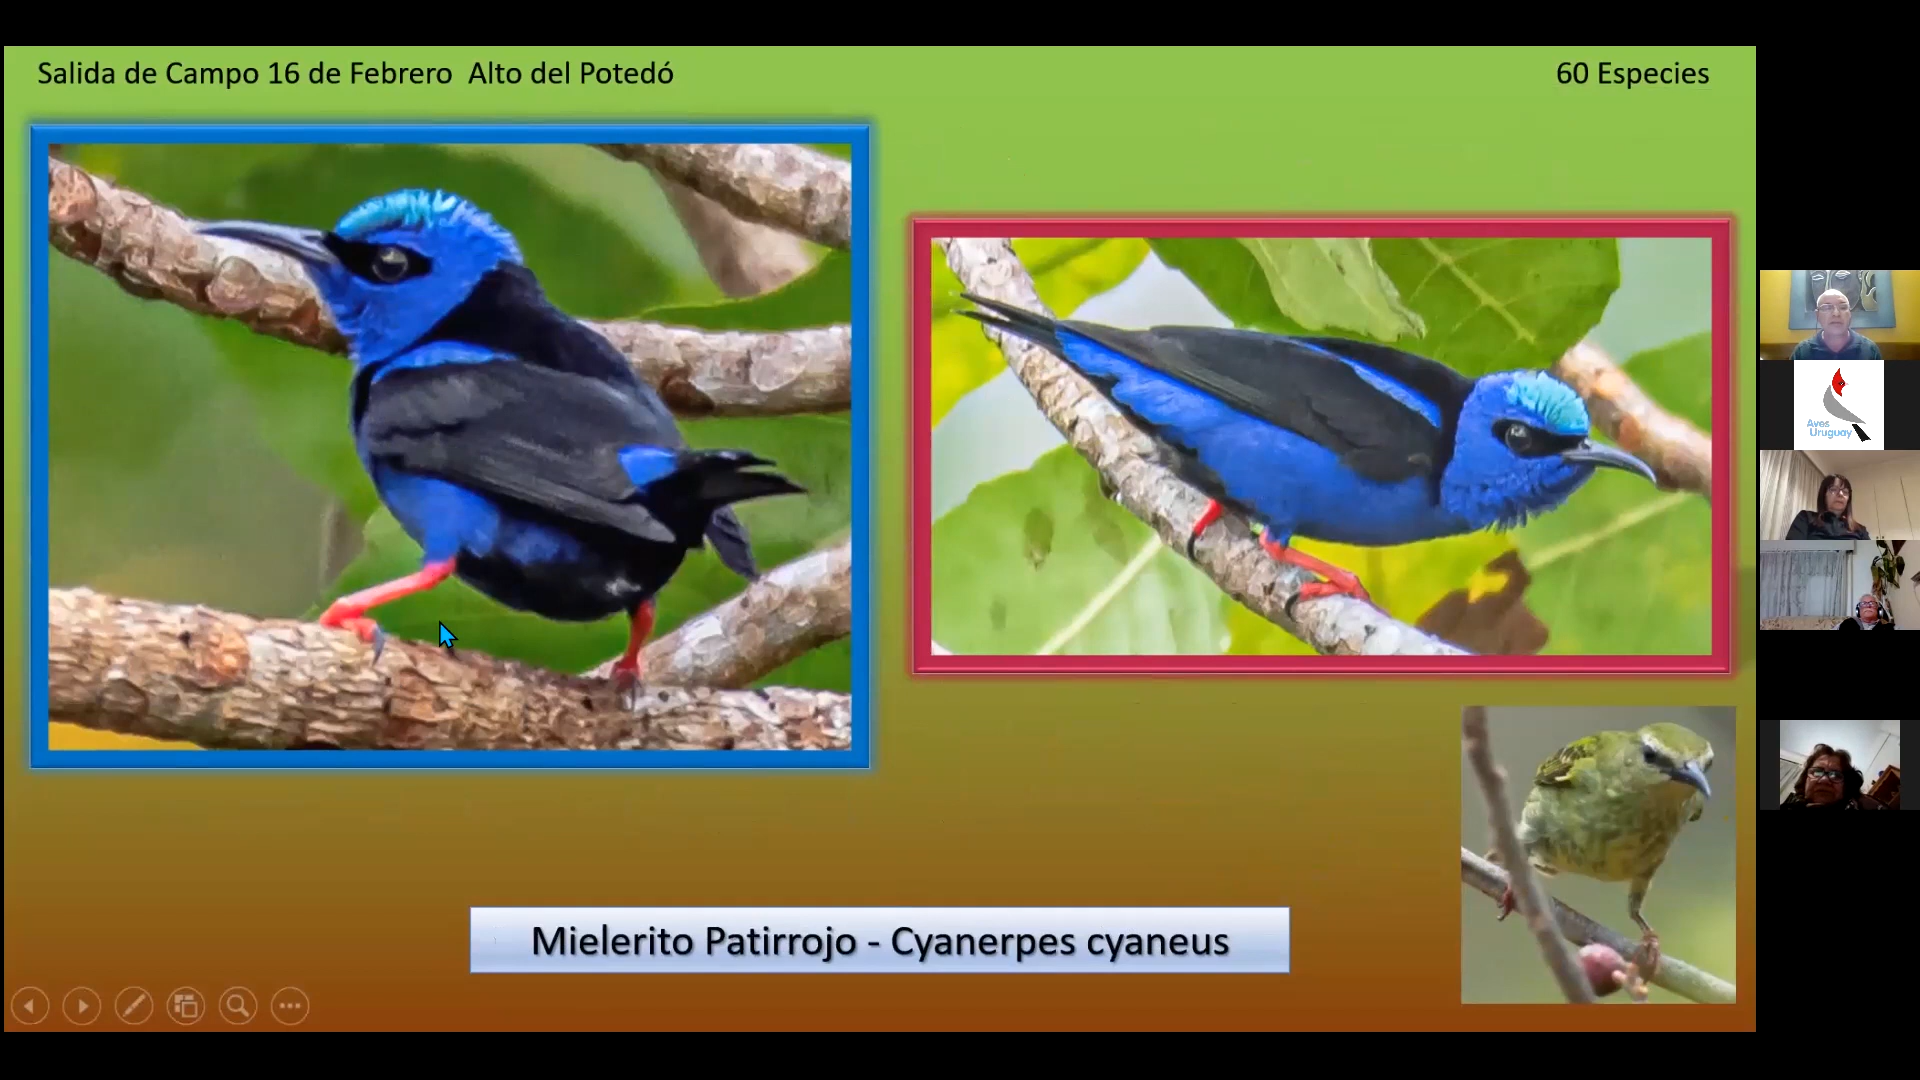 Salida de Campo 16 de Febrero  Alto del Potedó
60 Especies
Aves
Uruguay
Mielerito Patirrojo - Cyanerpes cyaneus